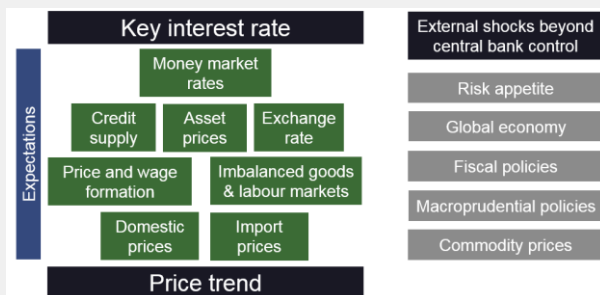 Key interest rate
Expectations
Money market
rates
Credit
supply
Asset
prices
Exchange
rate
Price and wage
formation
Imbalanced goods
& labour markets
Domestic
prices
Import
prices
Price trend
External shocks beyond
central bank control
Risk appetite
Global economy
Fiscal policies
Macroprudential policies
Commodity prices